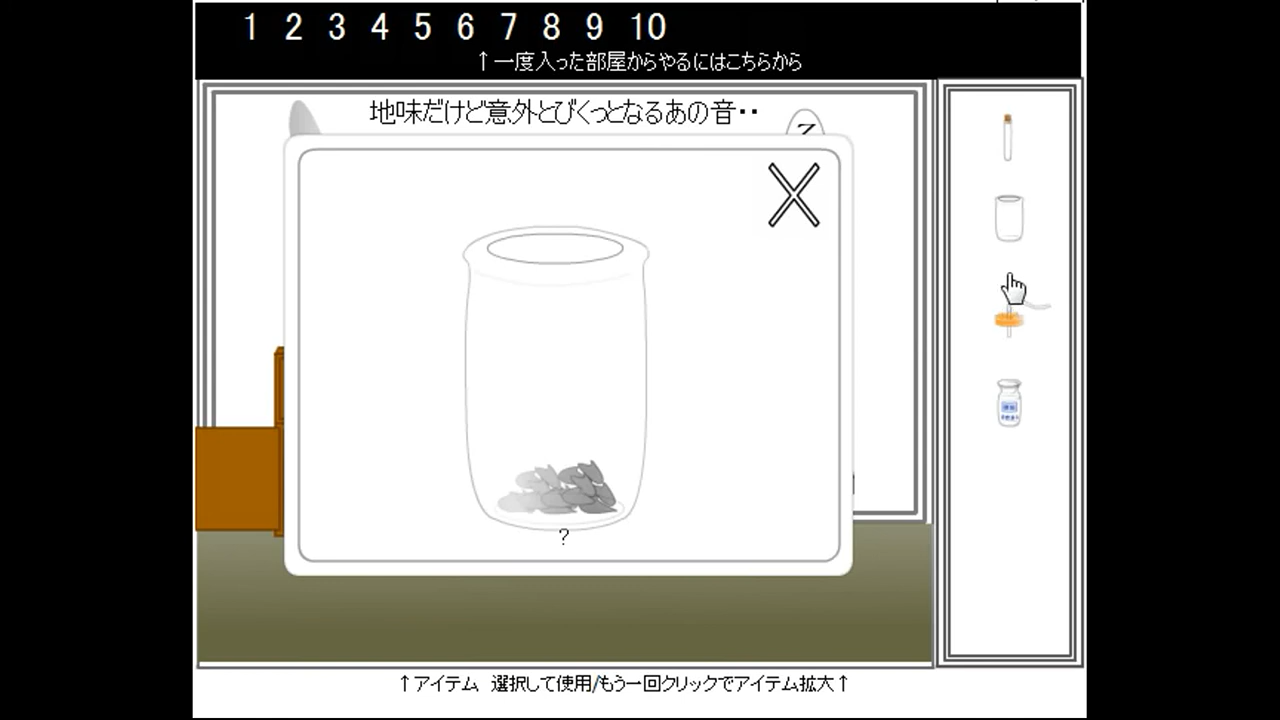 1 2 3 4 5 6 7 8 9 10
↑一度入った部屋からやるにはこちらから
地味だけど意外とびくっとなるあの音・・
?
↑アイテム 選択して使用/もう一回クリックでアイテム拡大↑